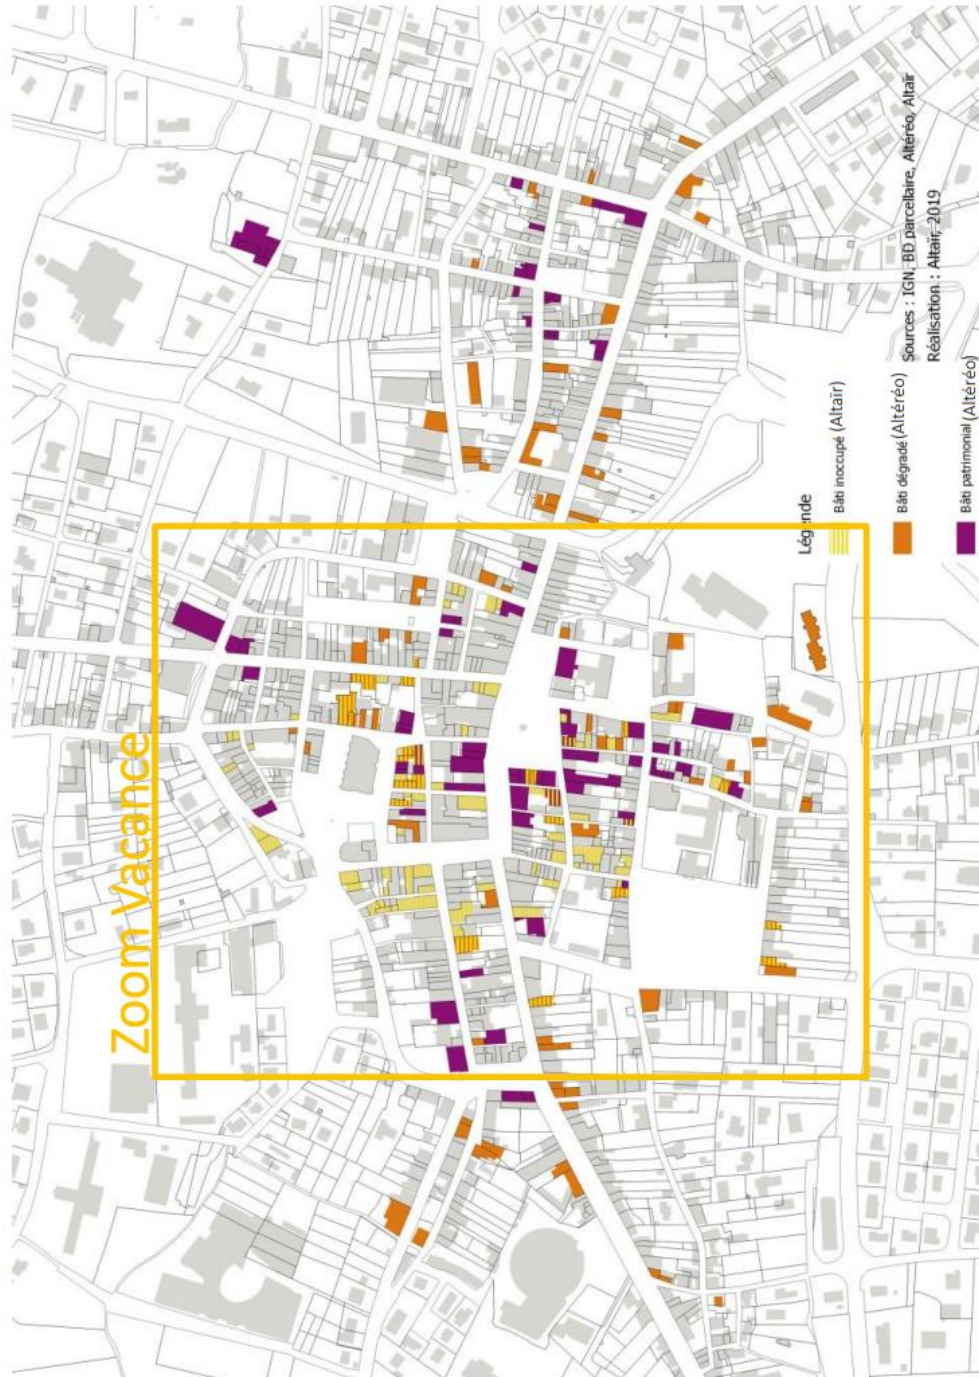 Zoom Vacance
Légende
Bâti inoccupé (Altaïr)
Bâti dégradé (Altéréo)
Bâti patrimonial (Altéréo)
Sources : IGN, BD parcellaire, Altéréo, Altaïr
Réalisation : Altaïr, 2019